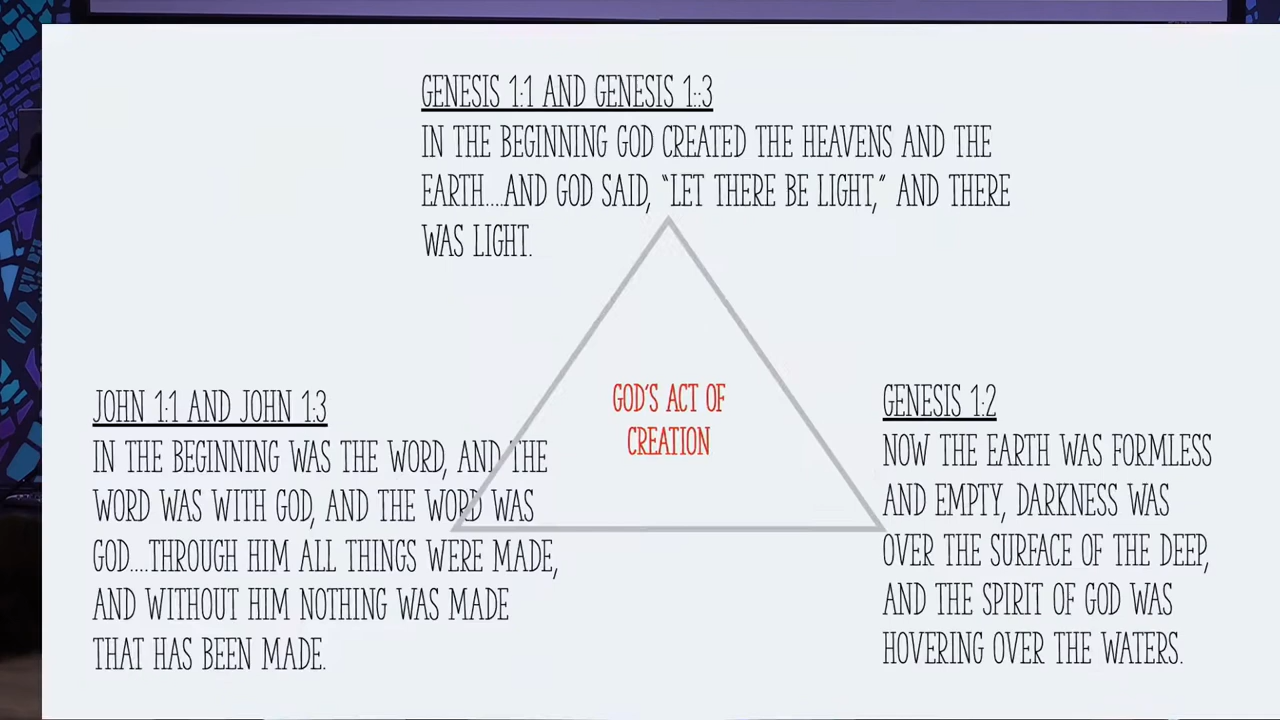 GENESIS 1:1 AND GENESIS 1::3
IN THE BEGINNING GOD CREATED THE HEAVENS AND THE
EARTH....AND GOD SAID, “LET THERE BE LIGHT,” AND THERE
WAS LIGHT.
GOD'S ACT OF
CREATION
JOHN 1:1 AND JOHN 1:3
IN THE BEGINNING WAS THE WORD, AND THE
WORD WAS WITH GOD, AND THE WORD WAS
GOD....THROUGH HIM ALL THINGS WERE MADE,
AND WITHOUT HIM NOTHING WAS MADE
THAT HAS BEEN MADE.
GENESIS 1:2
NOW THE EARTH WAS FORMLESS
AND EMPTY, DARKNESS WAS
OVER THE SURFACE OF THE DEEP,
AND THE SPIRIT OF GOD WAS
HOVERING OVER THE WATERS.